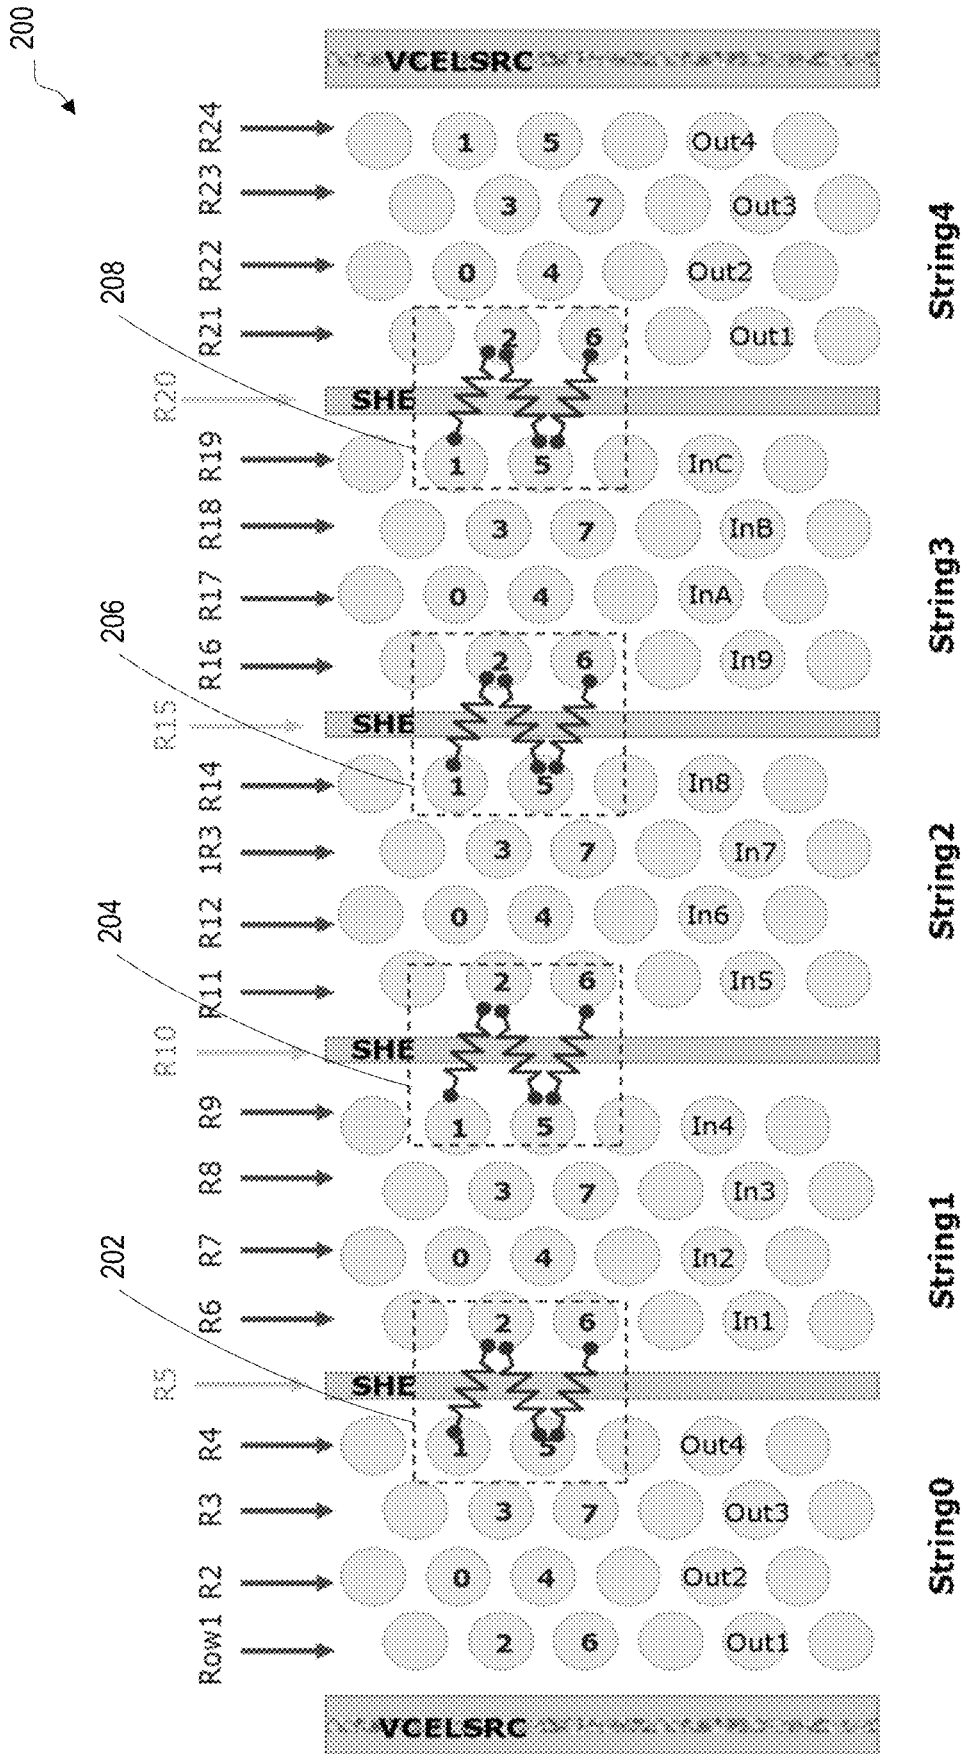 200
VCELSRC
R24
1 5 Out4
R23
3 7 Out3
R22
0 4 Out2
208
R21
2 6 Out1
String4
R20
SHE
R19
1 5 InC
R18
3 7 InB
R17
0 4 InA
206
R16
2 6 In9
String3
R15
SHE
R14
1 5 In8
1R3
3 7 In7
R12
0 4 In6
204
R11
2 6 In5
String2
R10
SHE
R9
1 5 In4
R8
3 7 In3
R7
0 4 In2
202
R6
2 6 In1
String1
R5
SHE
R4
1 5 Out4
R3
3 7 Out3
R2
0 4 Out2
Row1
2 6 Out1
String0
VCELSRC